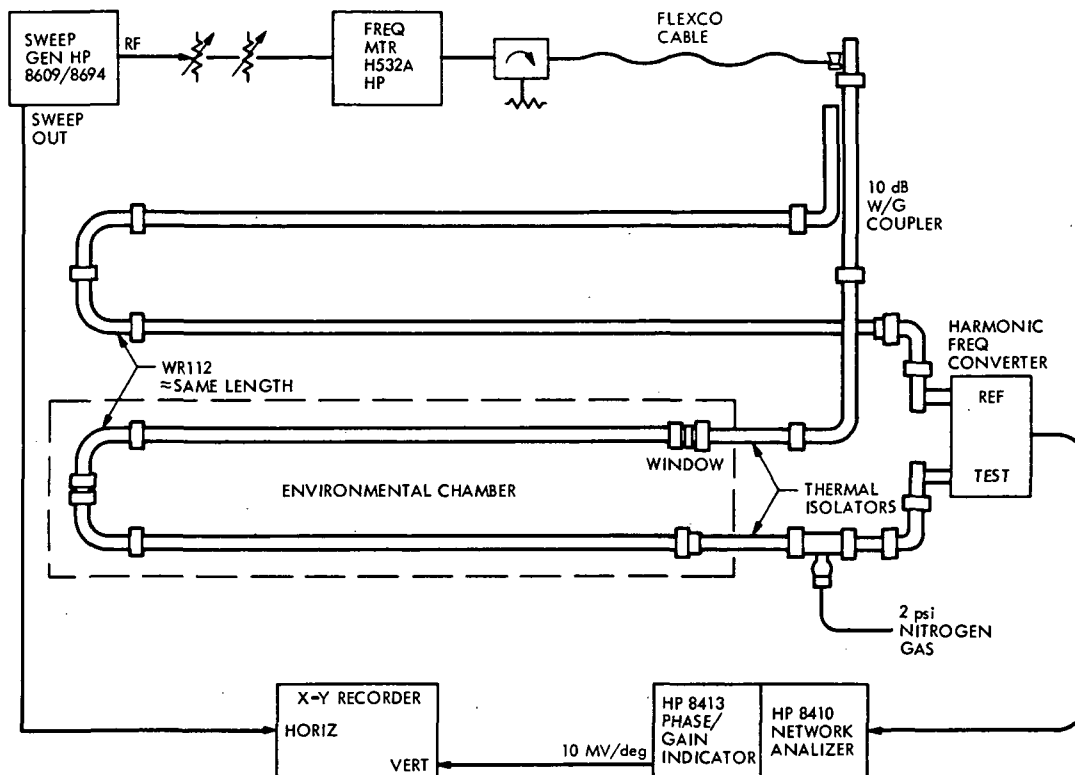 SWEEP
GEN HP
8609/8694
RF
SWEEP
OUT
FREQ
MTR
H532A
HP
FLEXCO
CABLE
10 dB
W/G
COUPLER
WR112
≈SAME LENGTH
HARMONIC
FREQ
CONVERTER
REF
TEST
WINDOW
ENVIRONMENTAL CHAMBER
THERMAL
ISOLATORS
2 psi
NITROGEN
GAS
X-Y RECORDER
HORIZ
VERT
10 MV/deg
HP 8413
PHASE/
GAIN
INDICATOR
HP 8410
NETWORK
ANALIZER